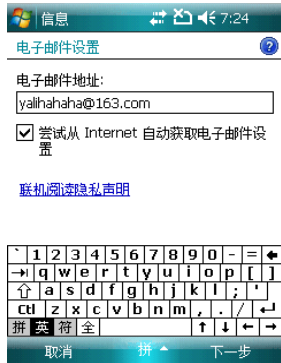 信息 7:24
电子邮件设置
电子邮件地址:
yalihahaha@163.com
尝试从 Internet 自动获取电子邮件设
置
联机阅读隐私声明
` 1 2 3 4 5 6 7 8 9 0 - =
q w e r t y u i o p [ ]
a s d f g h j k l ; '
Ctl z x c v b n m , . /
拼 英 符 全
取消 拼 下一步